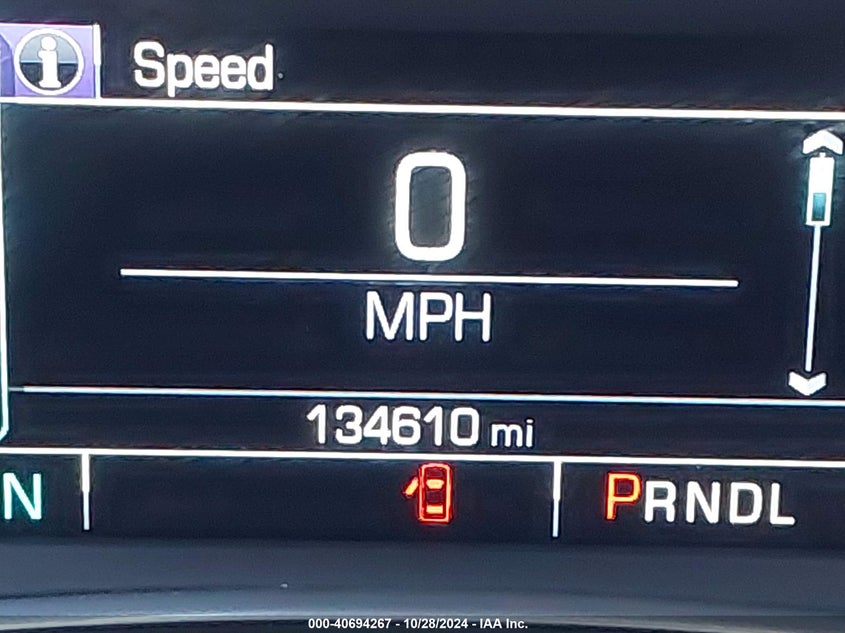 Speed
0
MPH
134610 mi
N
PRNDL
000-40694267 - 10/28/2024 - IAA Inc.